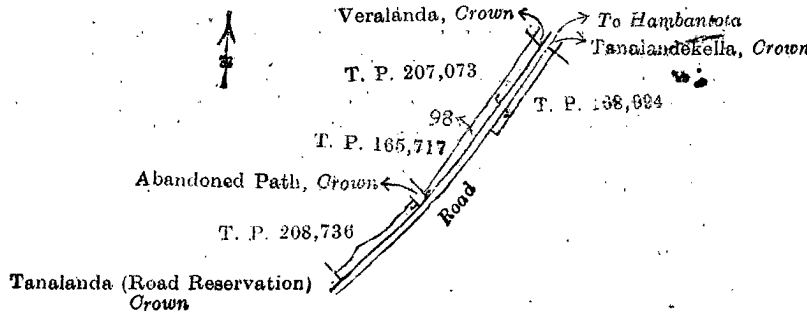 Veralanda, Crown
To Hambantota
Tanalandekella, Crown
T. P. 207,073
98
T. P. 165,717
Abandoned Path, Crown
Road
T. P. 208,736
Tanalanda (Road Reservation)
Crown
T. P.